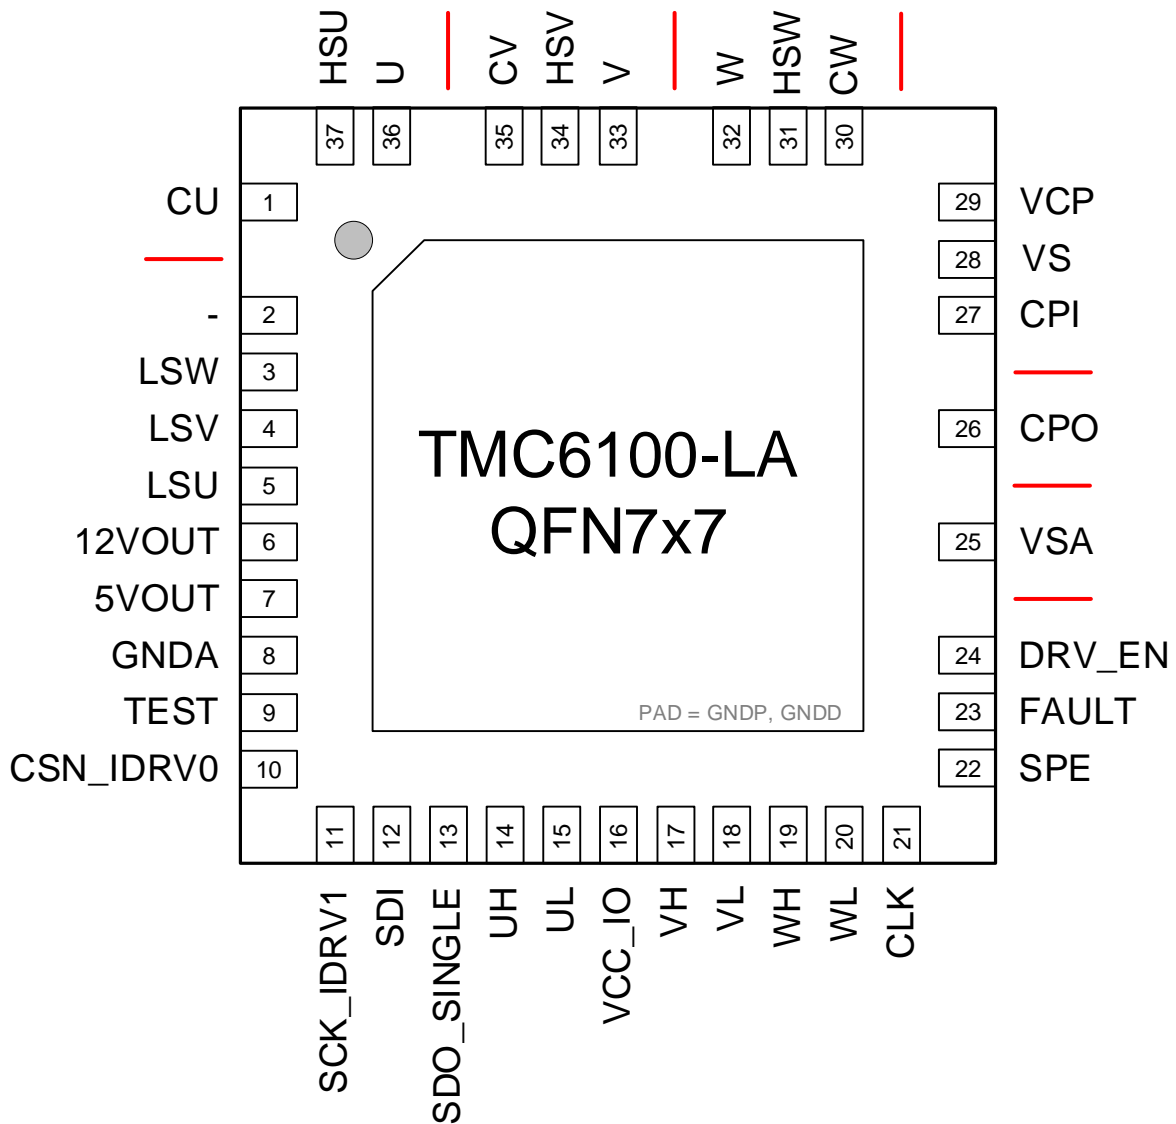 HSU
U
CV
HSV
V
W
HSW
CW
37
36
35
34
33
32
31
30
CU 1
- 2
LSW 3
LSV 4
LSU 5
12VOUT 6
5VOUT 7
GNDA 8
TEST 9
CSN_IDRV0 10
TMC6100-LA
QFN7x7
PAD = GNDP, GNDD
29 VCP
28 VS
27 CPI
26 CPO
25 VSA
24 DRV_EN
23 FAULT
22 SPE
11
12
13
14
15
16
17
18
19
20
21
SCK_IDRV1
SDI
SDO_SINGLE
UH
UL
VCC_IO
VH
VL
WH
WL
CLK